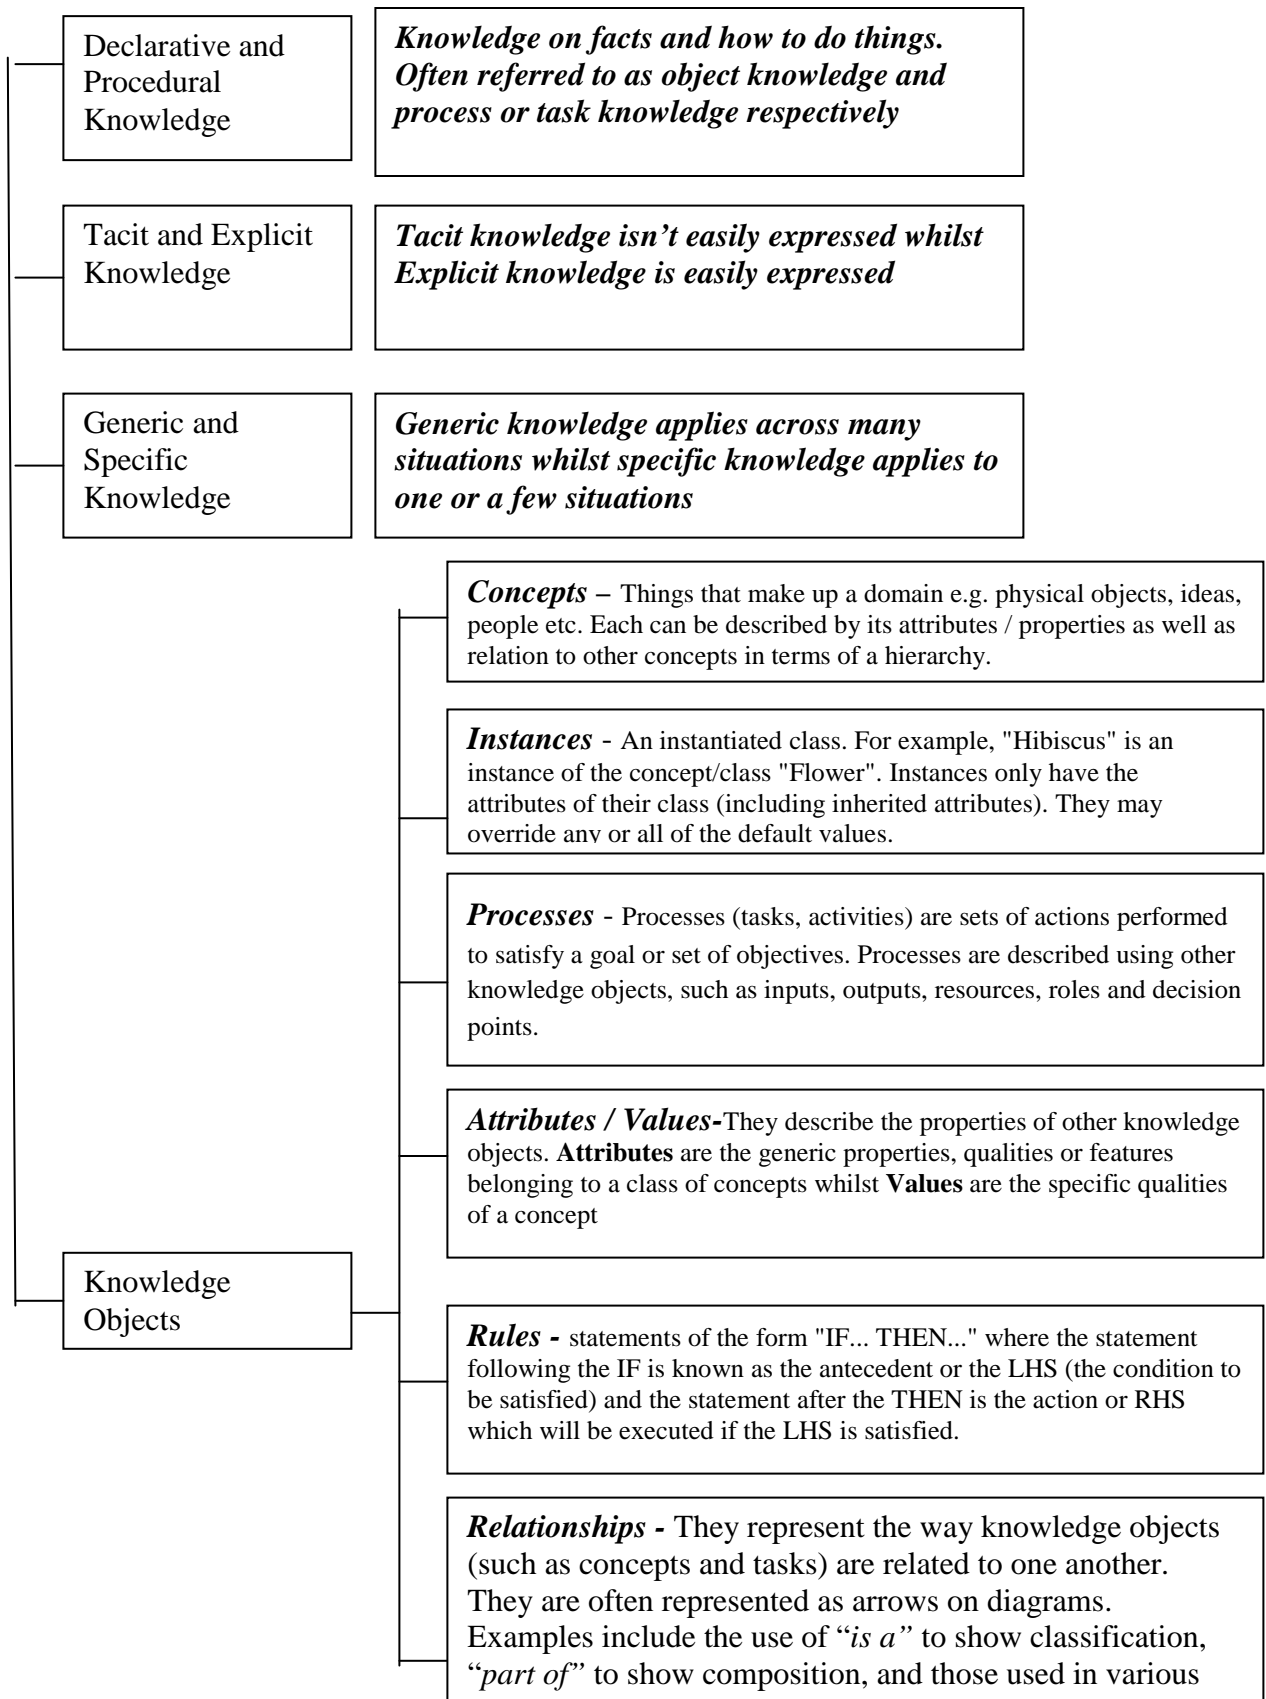 Declarative and
Procedural
Knowledge
Knowledge on facts and how to do things.
Often referred to as object knowledge and
process or task knowledge respectively
Tacit and Explicit
Knowledge
Tacit knowledge isn’t easily expressed whilst
Explicit knowledge is easily expressed
Generic and
Specific
Knowledge
Generic knowledge applies across many
situations whilst specific knowledge applies to
one or a few situations
Knowledge
Objects
Concepts – Things that make up a domain e.g. physical objects, ideas,
people etc. Each can be described by its attributes / properties as well as
relation to other concepts in terms of a hierarchy.
Instances - An instantiated class. For example, "Hibiscus" is an
instance of the concept/class "Flower". Instances only have the
attributes of their class (including inherited attributes). They may
override any or all of the default values.
Processes - Processes (tasks, activities) are sets of actions performed
to satisfy a goal or set of objectives. Processes are described using other
knowledge objects, such as inputs, outputs, resources, roles and decision
points.
Attributes / Values-They describe the properties of other knowledge
objects. Attributes are the generic properties, qualities or features
belonging to a class of concepts whilst Values are the specific qualities
of a concept
Rules - statements of the form "IF... THEN..." where the statement
following the IF is known as the antecedent or the LHS (the condition to
be satisfied) and the statement after the THEN is the action or RHS
which will be executed if the LHS is satisfied.
Relationships - They represent the way knowledge objects
(such as concepts and tasks) are related to one another.
They are often represented as arrows on diagrams.
Examples include the use of “is a” to show classification,
“part of” to show composition, and those used in various